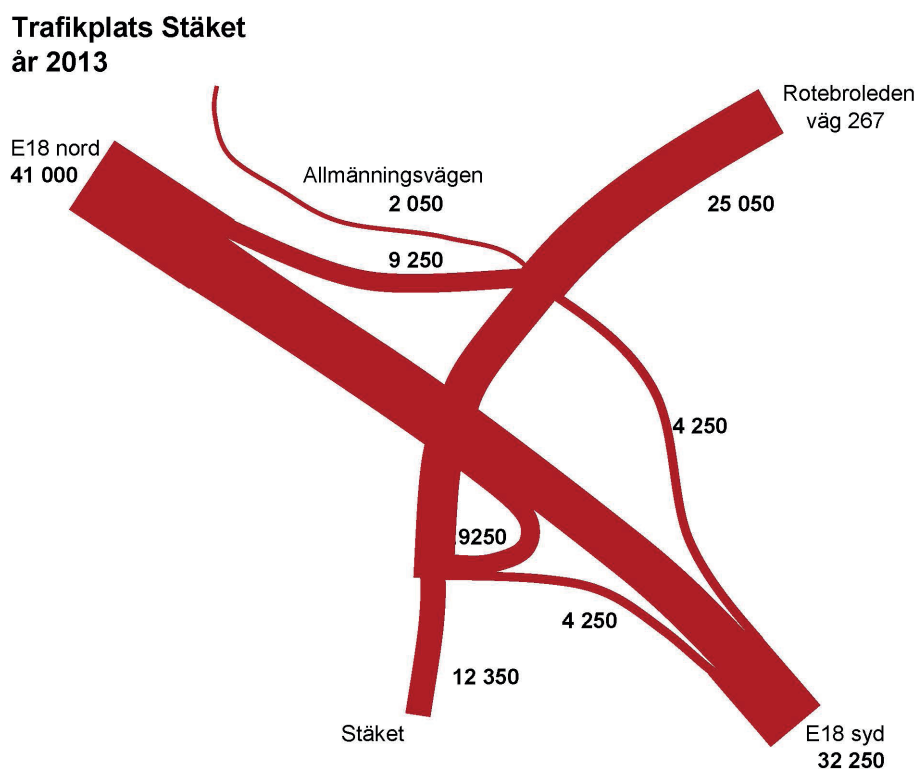 Trafikplats Stäket
år 2013
Rotebroleden
väg 267
E18 nord
41 000
Allmänningsvägen
2 050
25 050
9 250
4 250
9250
4 250
12 350
Stäket
E18 syd
32 250